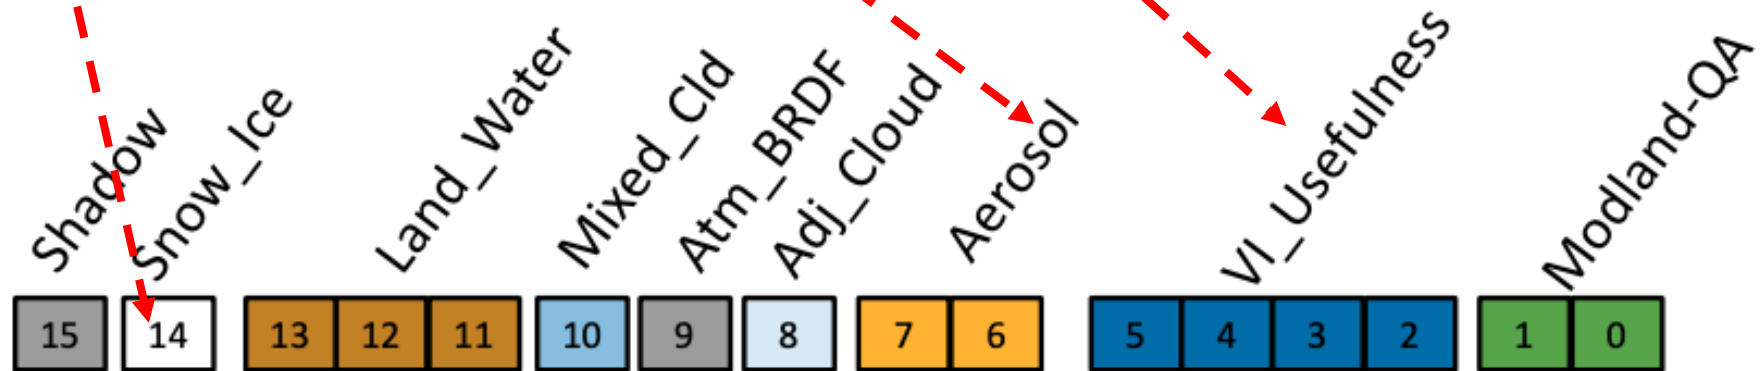 Shadow
Snow_Ice
Land_Water
Mixed_Cld
Atm_BRDF
Adj_Cloud
Aerosol
VI_Usefulness
Modland-QA
15 14 13 12 11 10 9 8 7 6 5 4 3 2 1 0